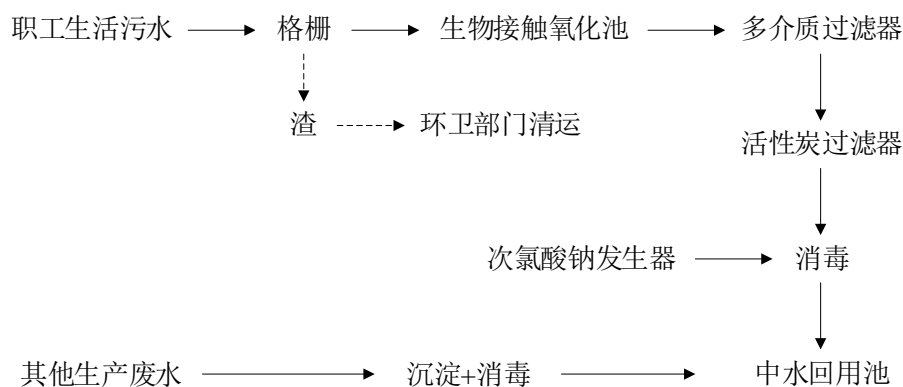 职工生活污水
格栅
生物接触氧化池
多介质过滤器
渣
环卫部门清运
活性炭过滤器
次氯酸钠发生器
消毒
其他生产废水
沉淀+消毒
中水回用池